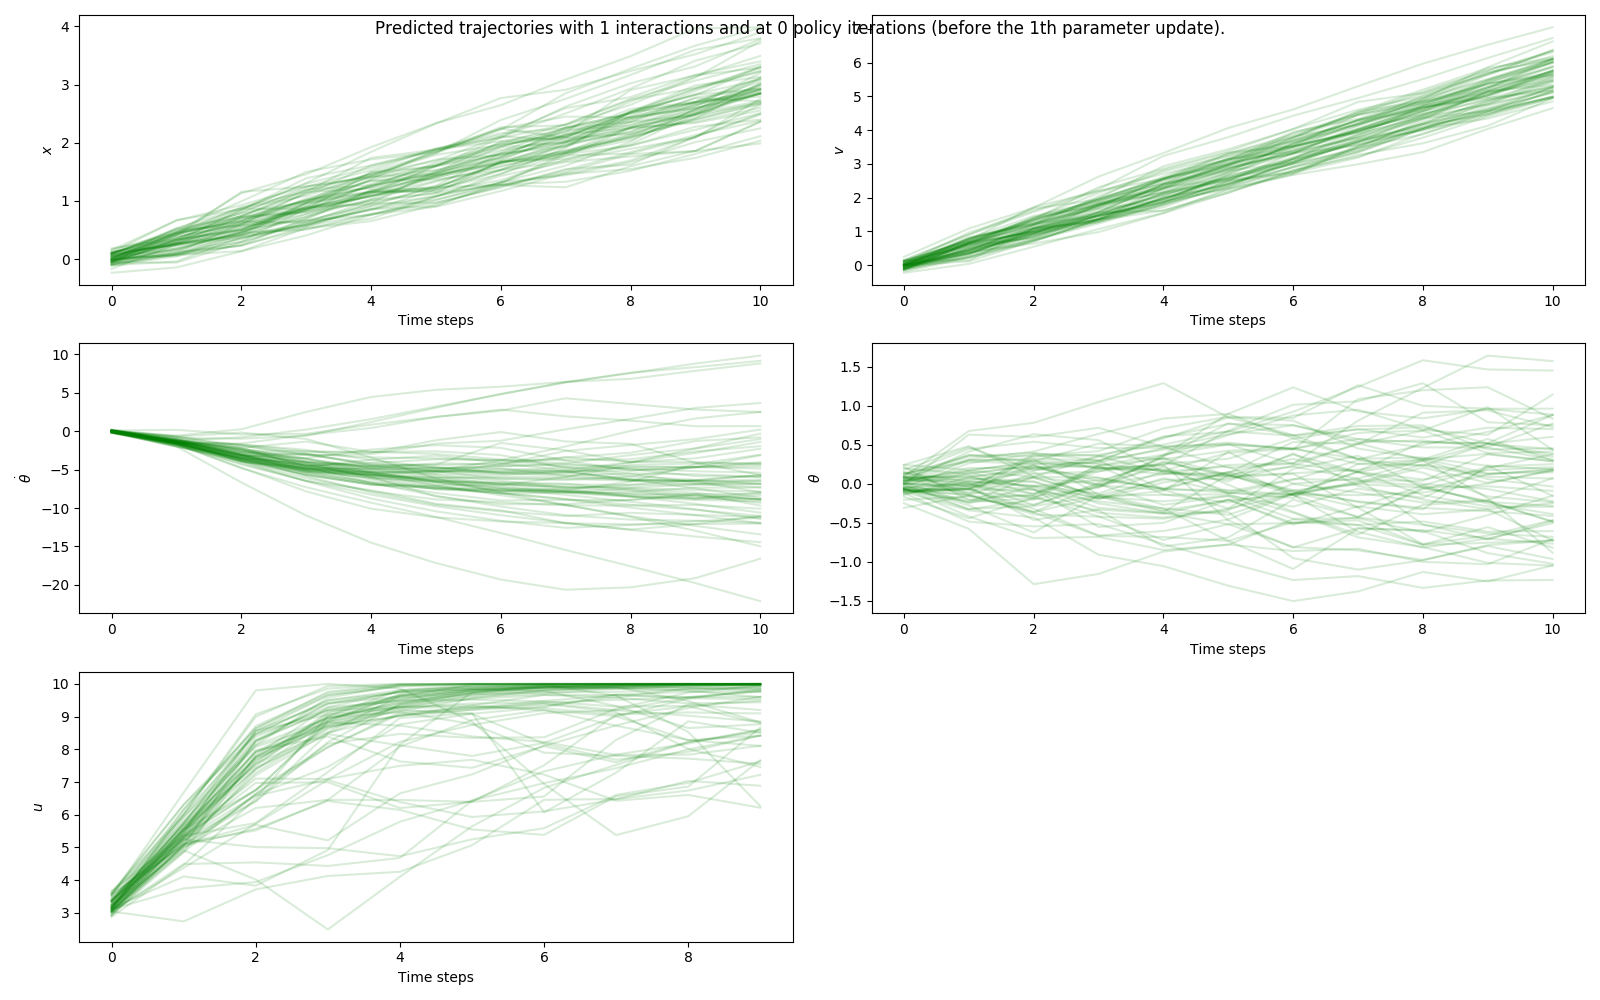 Predicted trajectories with 1 interactions and at 0 policy iterations (before the 1th parameter update).
4
3
2
1
0
x
0 2 4 6 8 10
Time steps
7
6
5
4
3
2
1
0
v
0 2 4 6 8 10
Time steps
10
5
0
−5
−10
−15
−20
θ̇
0 2 4 6 8 10
Time steps
1.5
1.0
0.5
0.0
−0.5
−1.0
−1.5
θ
0 2 4 6 8 10
Time steps
10
9
8
7
6
5
4
3
u
0 2 4 6 8
Time steps